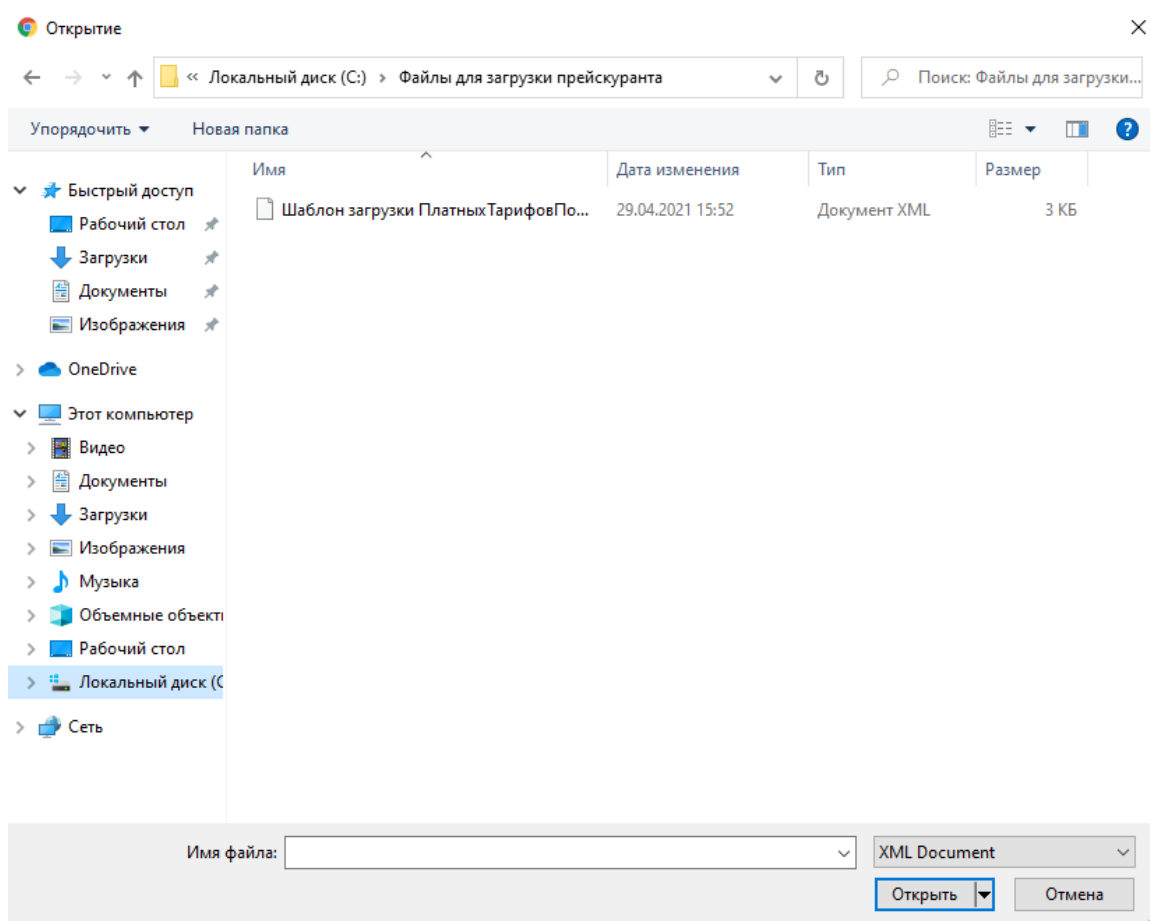 Открытие
« Локальный диск (C:) › Файлы для загрузки прейскуранта
Поиск: Файлы для загрузки...
Упорядочить
Новая папка
Имя
Дата изменения
Тип
Размер
Шаблон загрузки ПлатныхТарифовПо...
29.04.2021 15:52
Документ XML
3 КБ
Быстрый доступ
Рабочий стол
Загрузки
Документы
Изображения
OneDrive
Этот компьютер
Видео
Документы
Загрузки
Изображения
Музыка
Объемные объект
Рабочий стол
Локальный диск (C
Сеть
Имя файла:
XML Document
Открыть
Отмена